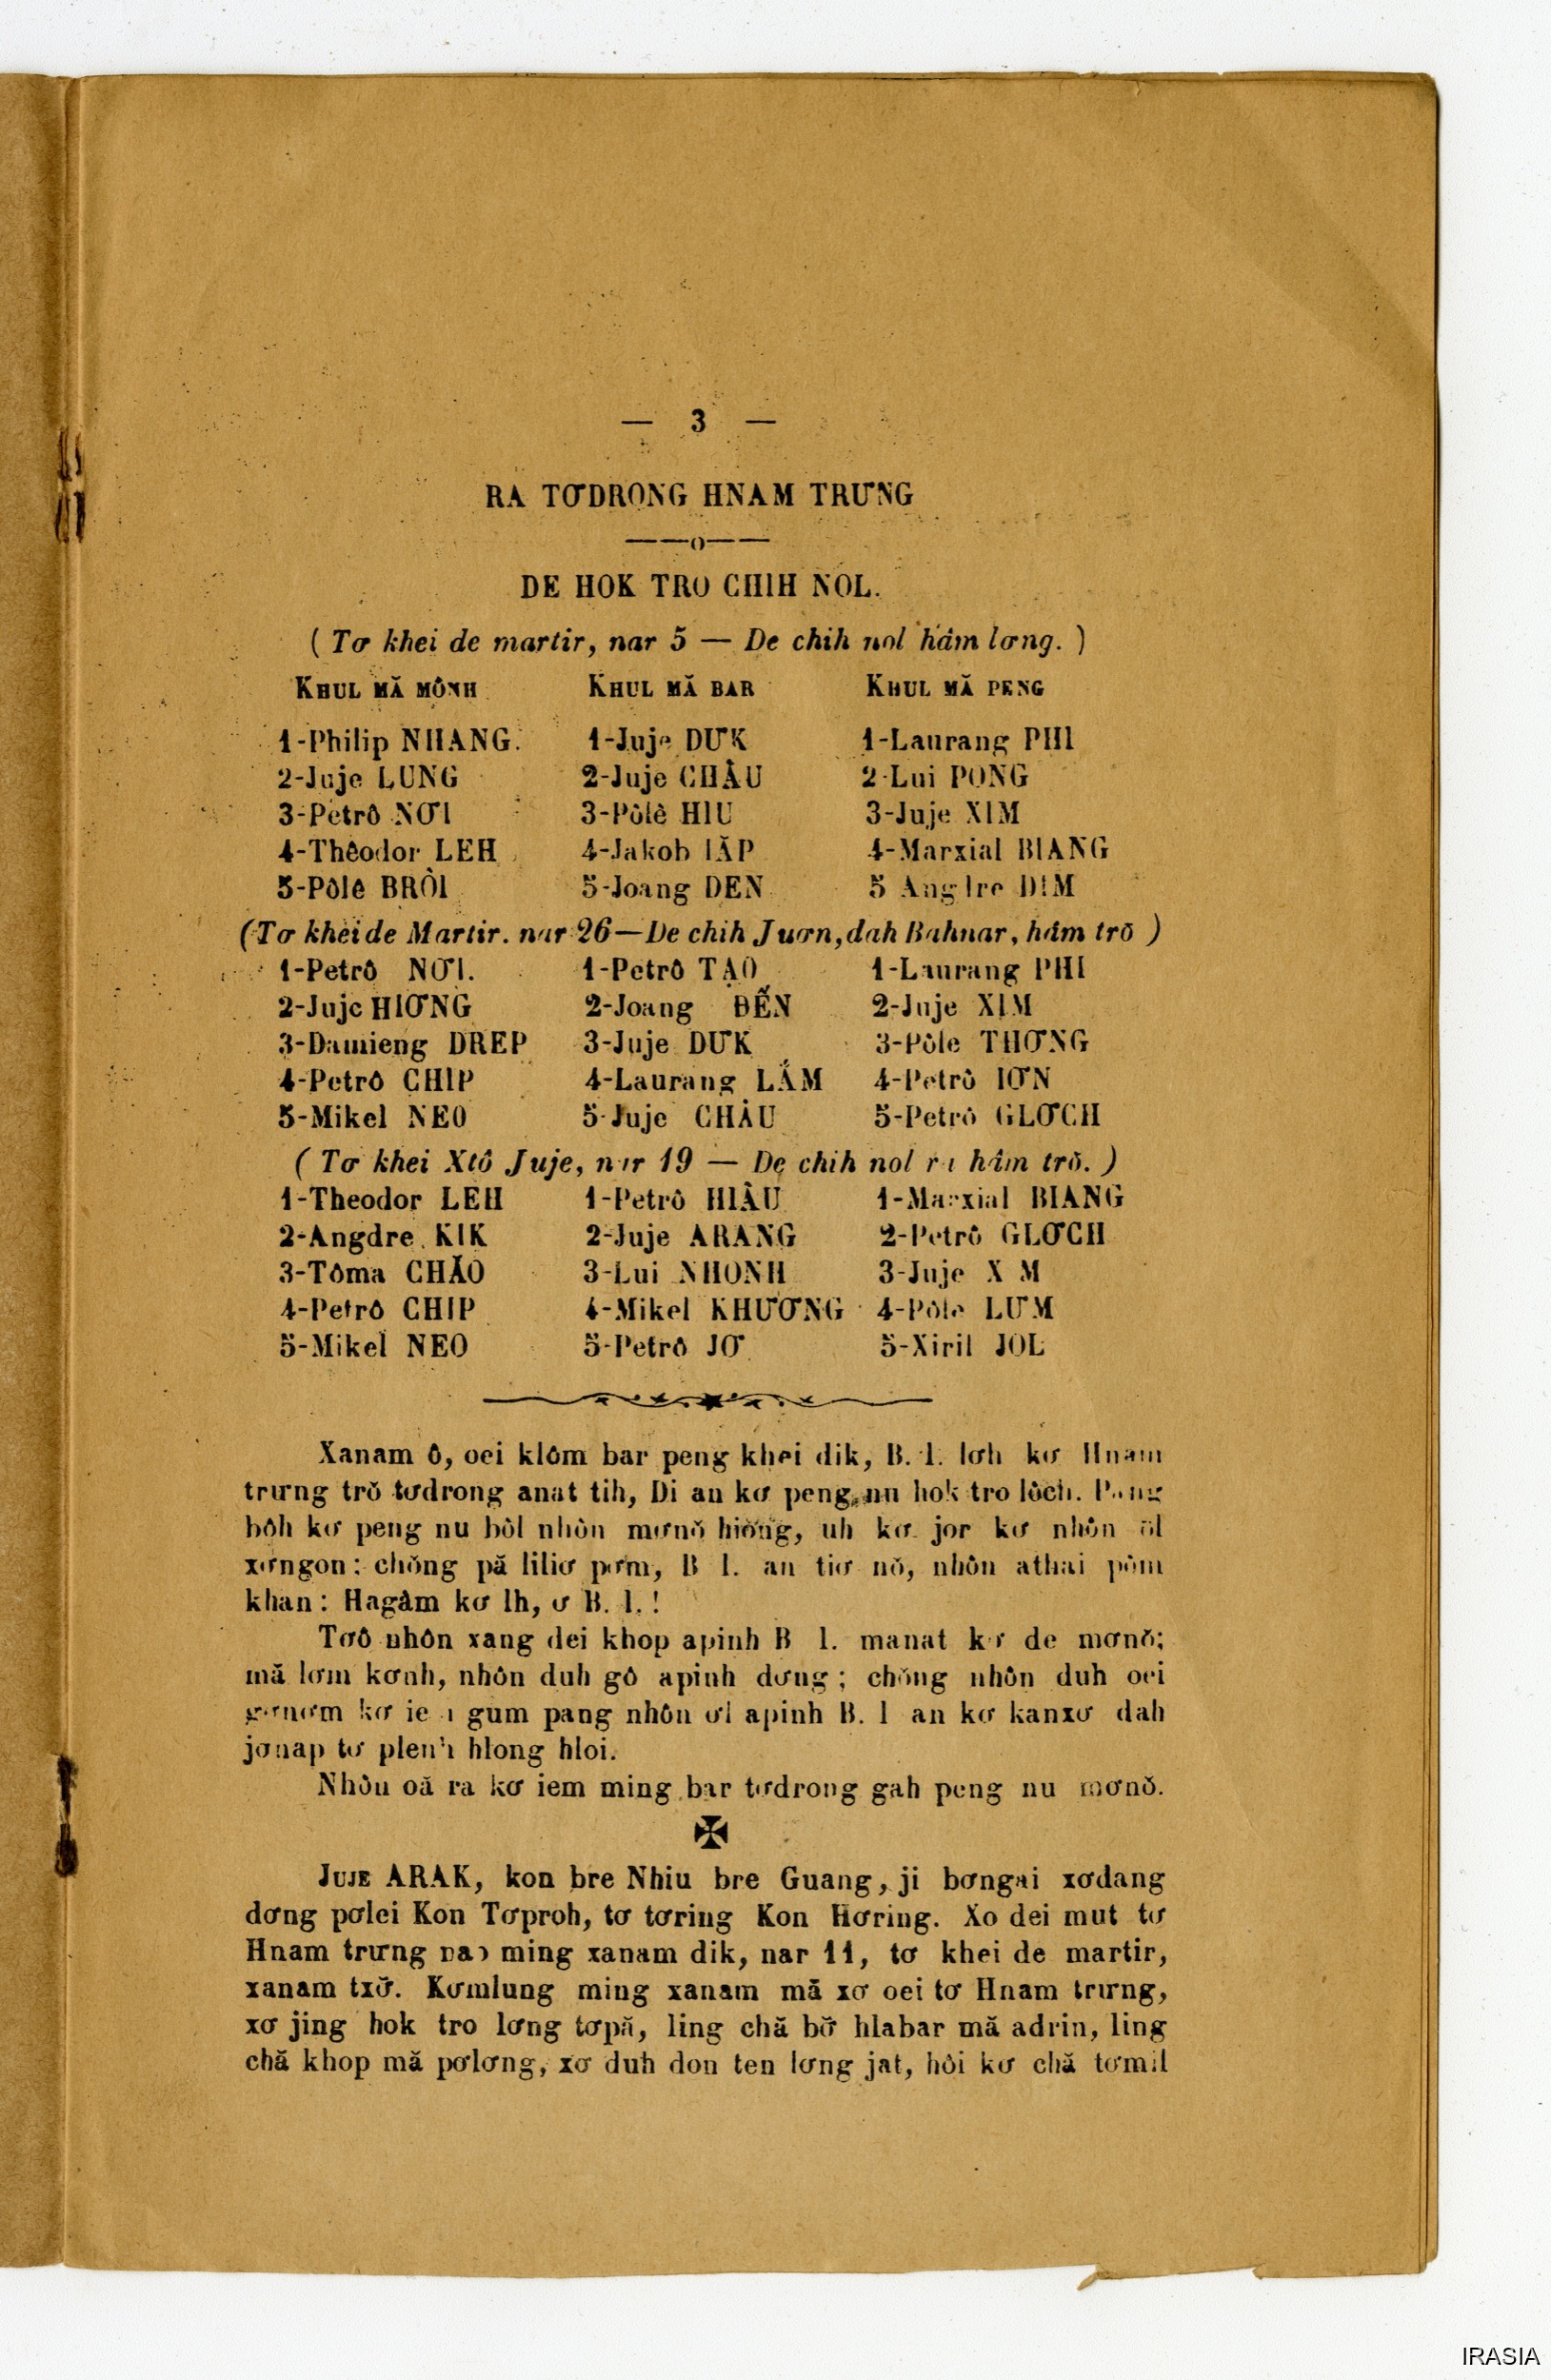 — 3 —
RA TƠDRONG HNAM TRƯNG
DE HOK TRO CHIH NOL.
( Tơ khei de martir, nar 5 — De chih nol hâm lơng. )
KHUL MĂ MÔNH KHUL MĂ BAR KHUL MĂ PENG
1-Philip NHANG. 1-Juje DƯK 1-Laurang PHI
2-Juje LUNG 2-Juje CHÂU 2-Lui PONG
3-Petrô NƠI 3-Pôlê HIU 3-Juje XIM
4-Thêodor LEH 4-Jakob IĂP 4-Marxial BIANG
5-Pôlê BRÔI 5-Joang DEN 5 Angdre DIM
(Tơ khei de Martir. nar 26—De chih Juơn, dah Bahnar, hâm trŏ )
1-Petrô NƠI. 1-Petrô TẠO 1-Laurang PHI
2-Juje HIƠNG 2-Joang ĐẾN 2-Juje XIM
3-Damieng DREP 3-Juje DƯK 3-Pôle THƠNG
4-Petrô CHIP 4-Laurang LẮM 4-Petrô IƠN
5-Mikel NEO 5-Juje CHÂU 5-Petrô GLƠCH
( Tơ khei Xtô Juje, nar 19 — De chih nol ra hâm trŏ. )
1-Theodor LEH 1-Petrô HIÂU 1-Marxial BIANG
2-Angdre KIK 2-Juje ARANG 2-Petrô GLƠCH
3-Tôma CHĂO 3-Lui NHONH 3-Juje X M
4-Petrô CHIP 4-Mikel KHƯƠNG 4-Pôle LƯM
5-Mikel NEO 5-Petrô JƠ 5-Xiril JOL
Xanam ô, oei klôm bar peng khei dik, B. I. lơh kơ Hnam
trưng trŏ tơdrong anat tih, Di an kơ peng nu hok tro lôch. Pang
bôh kơ peng nu bôl nhôn mơnŏ hiŏng, uh kơ jor kơ nhôn ŏl
xơngon: chŏng pă liliơ pơm, B I. an tiơ nŏ, nhôn athai pôm
khan: Hagâm kơ Ih, ơ B. I. !
Tơô nhôn xang dei khop apinh B I. manat kơ de mơnŏ;
mă lơm kơnh, nhôn duh gô apinh dơng; chŏng nhôn duh oei
gơnơm kơ iem gum pang nhôn ơl apinh B. I an kơ kanxơ dah
jơnap tơ plenh hlong hloi.
Nhôn oă ra kơ iem ming bar tơdrong gah peng nu mơnŏ.
JUJE ARAK, kon bre Nhiu bre Guang, ji bơngai xơdang
dơng pơlei Kon Tơproh, tơ tơring Kon Hơring. Xo dei mut tơ
Hnam trưng nao ming xanam dik, nar 11, tơ khei de martir,
xanam txơ̆. Kơmlung ming xanam mă xơ oei tơ Hnam trưng,
xơ jing hok tro lơng tơpă, ling chă bơ̆ hlabar mă adrin, ling
chă khop mă pơlơng, xơ duh don ten lơng jat, hôi kơ chă tơmil
IRASIA